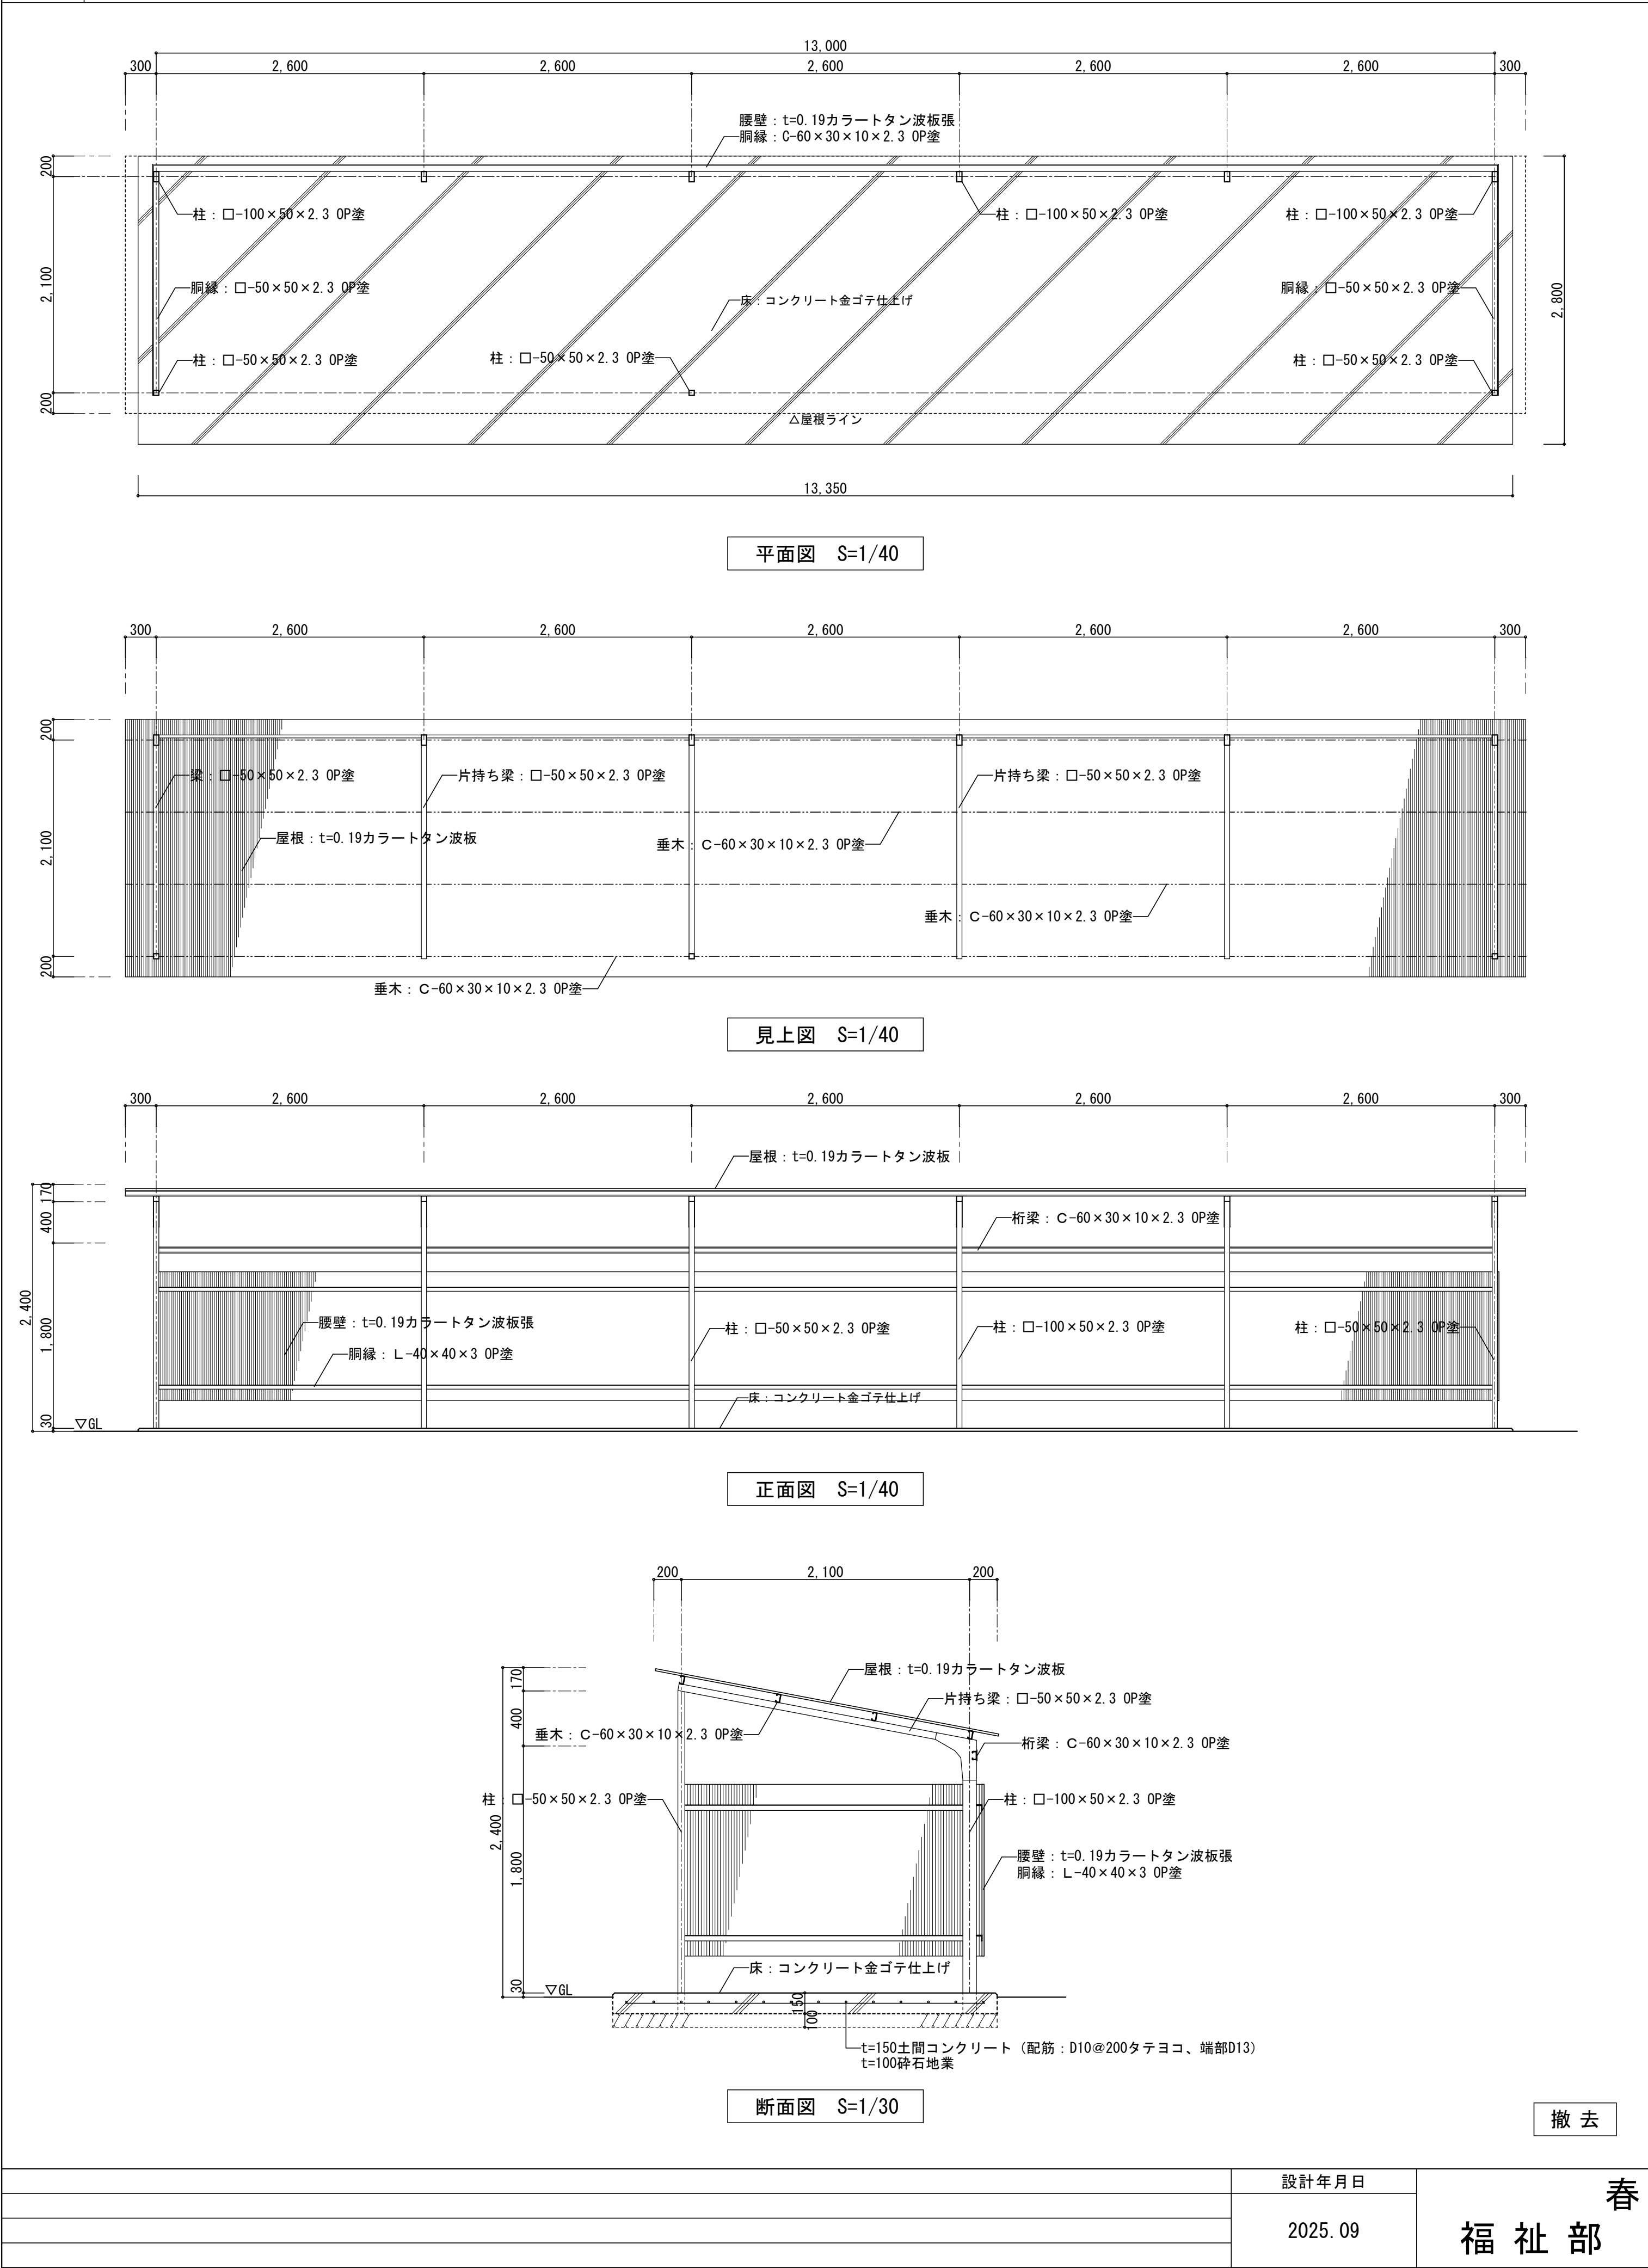 13,000
300 2,600 2,600 2,600 2,600 2,600 300
腰壁：t=0.19カラートタン波板張
胴縁：C-60×30×10×2.3 OP塗
200
柱：□-100×50×2.3 OP塗 柱：□-100×50×2.3 OP塗 柱：□-100×50×2.3 OP塗
2,100
胴縁：□-50×50×2.3 OP塗 胴縁：□-50×50×2.3 OP塗
床：コンクリート金ゴテ仕上げ
2,800
柱：□-50×50×2.3 OP塗 柱：□-50×50×2.3 OP塗 柱：□-50×50×2.3 OP塗
200
△屋根ライン
13,350
平面図 S=1/40
300 2,600 2,600 2,600 2,600 2,600 300
200
梁：□-50×50×2.3 OP塗 片持ち梁：□-50×50×2.3 OP塗 片持ち梁：□-50×50×2.3 OP塗
屋根：t=0.19カラートタン波板
2,100
垂木：C-60×30×10×2.3 OP塗
垂木：C-60×30×10×2.3 OP塗
200
垂木：C-60×30×10×2.3 OP塗
見上図 S=1/40
300 2,600 2,600 2,600 2,600 2,600 300
屋根：t=0.19カラートタン波板
170
400
桁梁：C-60×30×10×2.3 OP塗
2,400
1,800
腰壁：t=0.19カラートタン波板張
柱：□-50×50×2.3 OP塗 柱：□-100×50×2.3 OP塗 柱：□-50×50×2.3 OP塗
胴縁：L-40×40×3 OP塗
床：コンクリート金ゴテ仕上げ
30
▽GL
正面図 S=1/40
200 2,100 200
屋根：t=0.19カラートタン波板
170
片持ち梁：□-50×50×2.3 OP塗
400
垂木：C-60×30×10×2.3 OP塗
桁梁：C-60×30×10×2.3 OP塗
柱：□-50×50×2.3 OP塗 柱：□-100×50×2.3 OP塗
2,400
1,800
腰壁：t=0.19カラートタン波板張
胴縁：L-40×40×3 OP塗
床：コンクリート金ゴテ仕上げ
30
▽GL
150
100
t=150土間コンクリート（配筋：D10@200タテヨコ、端部D13）
t=100砕石地業
断面図 S=1/30
撤 去
設計年月日
2025.09
春
福 祉 部